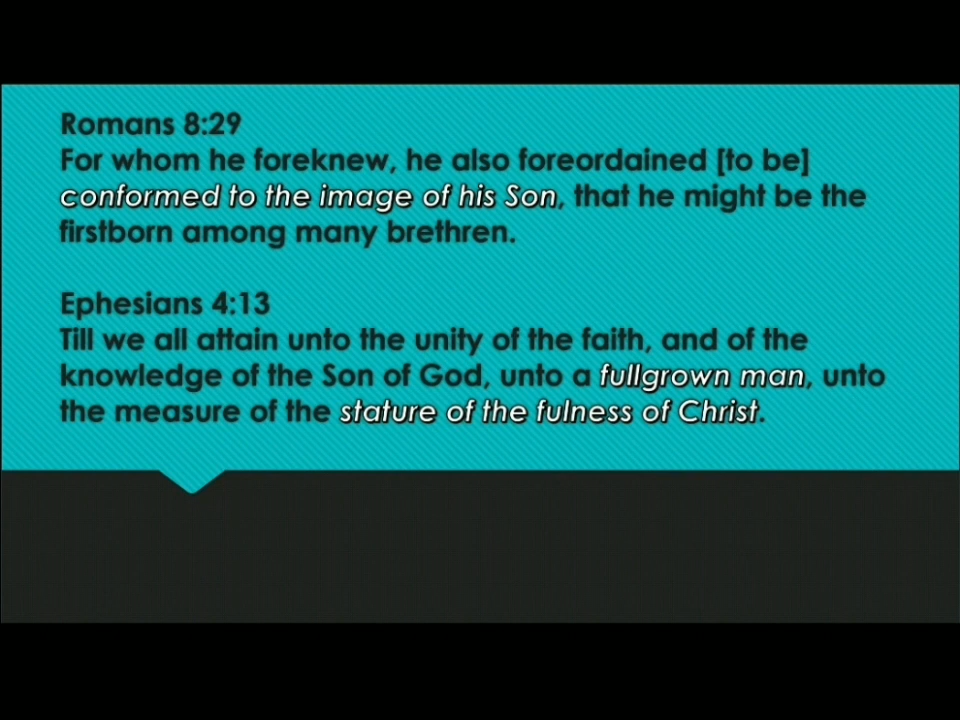 Romans 8:29
For whom he foreknew, he also foreordained [to be]
conformed to the image of his Son, that he might be the
firstborn among many brethren.
Ephesians 4:13
Till we all attain unto the unity of the faith, and of the
knowledge of the Son of God, unto a fullgrown man, unto
the measure of the stature of the fulness of Christ.